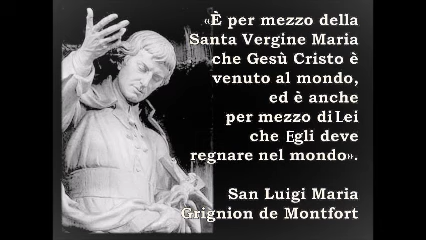 «È per mezzo della
Santa Vergine Maria
che Gesù Cristo è
venuto al mondo,
ed è anche
per mezzo di Lei
che Egli deve
regnare nel mondo».
San Luigi Maria
Grignion de Montfort